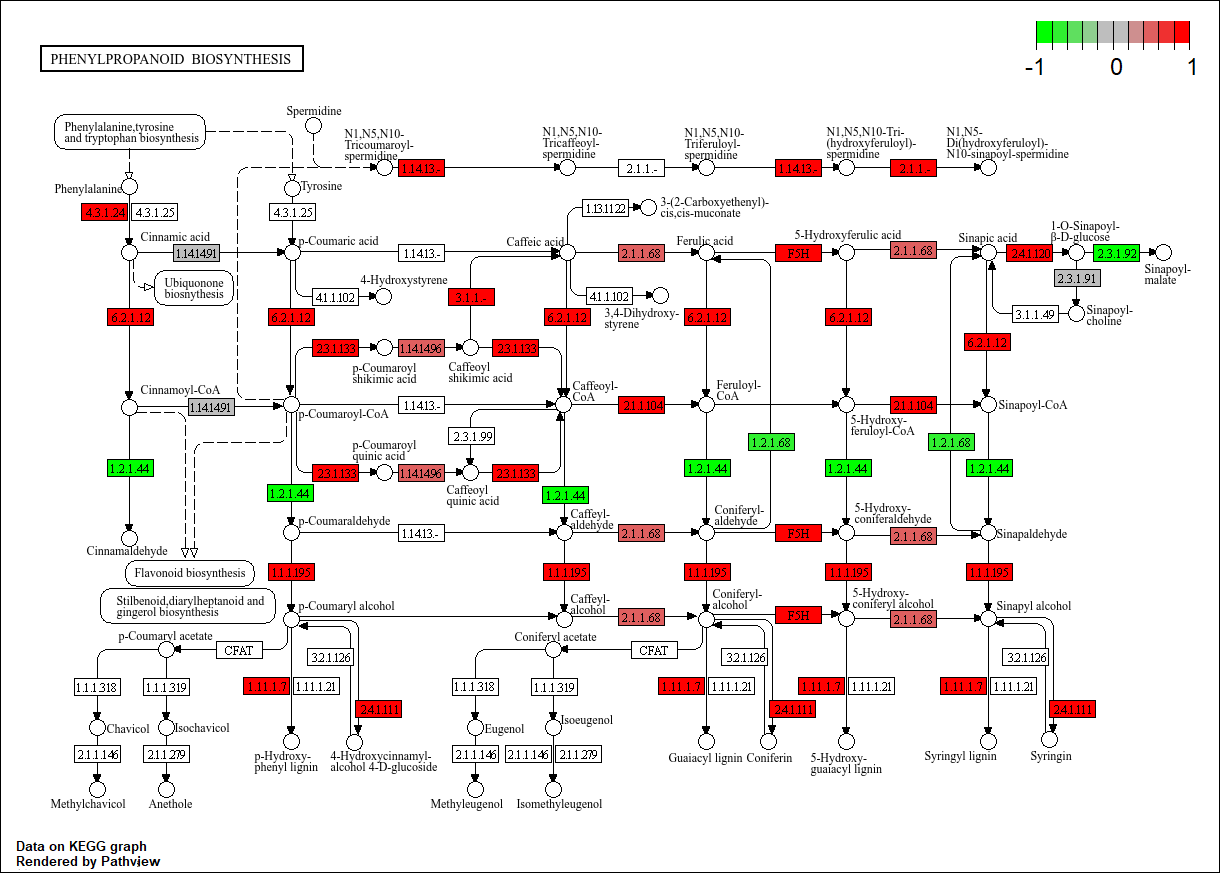 PHENYLPROPANOID BIOSYNTHESIS
-1 0 1
Phenylalanine,tyrosine
and tryptophan biosynthesis
Spermidine
N1,N5,N10-
Tricoumaroyl-
spermidine
1.14.13.-
N1,N5,N10-
Tricaffeoyl-
spermidine
2.1.1.-
N1,N5,N10-
Triferuloyl-
spermidine
1.14.13.-
N1,N5,N10-Tri-
(hydroxyferuloyl)-
spermidine
2.1.1.-
N1,N5-
Di(hydroxyferuloyl)-
N10-sinapoyl-spermidine
Phenylalanine
Tyrosine
4.3.1.24
4.3.1.25
4.3.1.25
1.13.11.22
3-(2-Carboxyethenyl)-
cis,cis-muconate
Cinnamic acid
1.14.14.91
p-Coumaric acid
1.14.13.-
Caffeic acid
2.1.1.68
Ferulic acid
F5H
5-Hydroxyferulic acid
2.1.1.68
Sinapic acid
2.4.1.120
1-O-Sinapoyl-
β-D-glucose
2.3.1.92
Sinapoyl-
malate
Ubiquonone
biosnythesis
4-Hydroxystyrene
4.1.1.102
3.1.1.-
4.1.1.102
3,4-Dihydroxy-
styrene
2.3.1.91
3.1.1.49
Sinapoyl-
choline
6.2.1.12
6.2.1.12
6.2.1.12
6.2.1.12
6.2.1.12
6.2.1.12
2.3.1.133
1.14.14.96
2.3.1.133
p-Coumaroyl
shikimic acid
Caffeoyl
shikimic acid
Cinnamoyl-CoA
1.14.14.91
p-Coumaroyl-CoA
1.14.13.-
Caffeoyl-
CoA
2.1.1.104
Feruloyl-
CoA
5-Hydroxy-
feruloyl-CoA
2.1.1.104
Sinapoyl-CoA
2.3.1.99
1.2.1.68
1.2.1.68
p-Coumaroyl
quinic acid
2.3.1.133
1.14.14.96
2.3.1.133
Caffeoyl
quinic acid
1.2.1.44
1.2.1.44
1.2.1.44
1.2.1.44
1.2.1.44
1.2.1.44
Cinnamaldehyde
p-Coumaraldehyde
1.14.13.-
Caffeyl-
aldehyde
2.1.1.68
Coniferyl-
aldehyde
F5H
5-Hydroxy-
coniferaldehyde
2.1.1.68
Sinapaldehyde
Flavonoid biosynthesis
Stilbenoid,diarylheptanoid and
gingerol biosynthesis
1.1.1.195
1.1.1.195
1.1.1.195
1.1.1.195
1.1.1.195
p-Coumaryl alcohol
Caffeyl-
alcohol
2.1.1.68
Coniferyl-
alcohol
F5H
5-Hydroxy-
coniferyl alcohol
2.1.1.68
Sinapyl alcohol
p-Coumaryl acetate
CFAT
Coniferyl acetate
CFAT
3.2.1.126
3.2.1.126
3.2.1.126
1.1.1.318
1.1.1.319
1.11.1.7
1.11.1.21
2.4.1.111
1.1.1.318
1.1.1.319
1.11.1.7
1.11.1.21
2.4.1.111
1.11.1.7
1.11.1.21
1.11.1.7
1.11.1.21
2.4.1.111
Chavicol
Isochavicol
Eugenol
Isoeugenol
2.1.1.146
2.1.1.279
2.1.1.146
2.1.1.146
2.1.1.279
p-Hydroxy-
phenyl lignin
4-Hydroxycinnamyl-
alcohol 4-D-glucoside
Guaiacyl lignin
Coniferin
5-Hydroxy-
guaiacyl lignin
Syringyl lignin
Syringin
Methylchavicol
Anethole
Methyleugenol
Isomethyleugenol
Data on KEGG graph
Rendered by Pathview